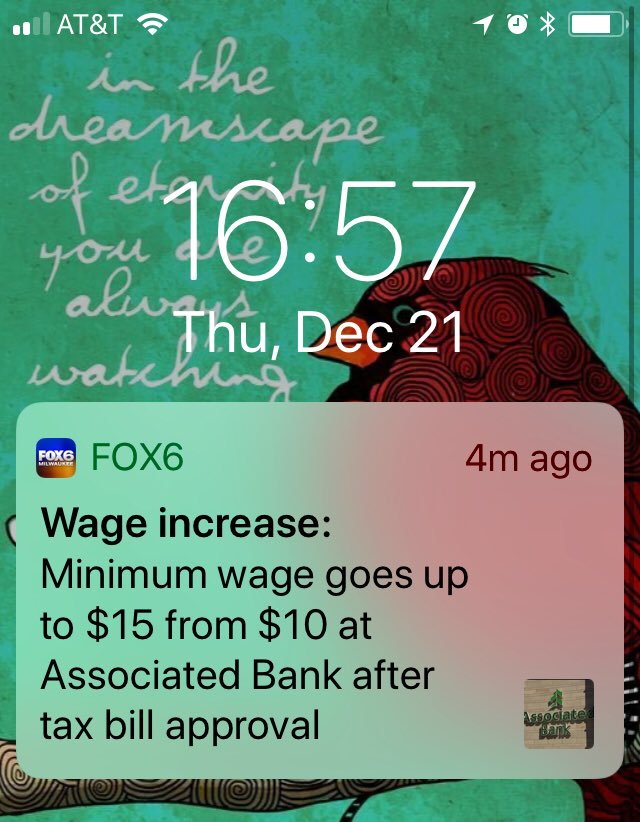 AT&T
in the
dreamscape
of eternity
16:57
you are
always
Thu, Dec 21
watching
FOX6
MILWAUKEE
FOX6
4m ago
Wage increase:
Minimum wage goes up
to $15 from $10 at
Associated Bank after
tax bill approval
Associated
Bank